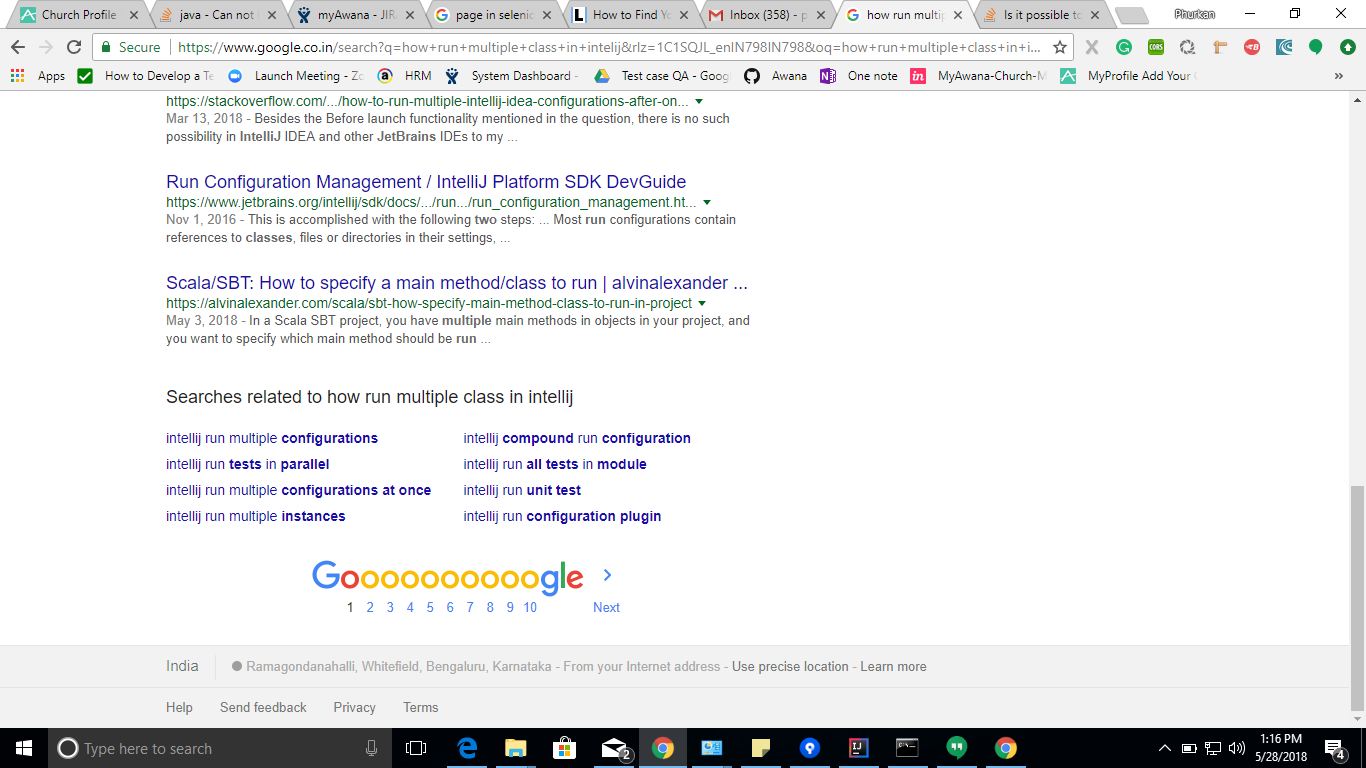 Church Profile
java - Can not
myAwana - JIR
page in selenic
How to Find Yo
Inbox (358) - p
how run multip
Is it possible to
Phurkan
Secure
https://www.google.co.in/search?q=how+run+multiple+class+in+intelij&rlz=1C1SQJL_enIN798IN798&oq=how+run+multiple+class+in+i...
Apps
How to Develop a Te
Launch Meeting - Zo
HRM
System Dashboard -
Test case QA - Goog
Awana
One note
MyAwana-Church-M
MyProfile Add Your
»
https://stackoverflow.com/.../how-to-run-multiple-intellij-idea-configurations-after-on...
Mar 13, 2018 - Besides the Before launch functionality mentioned in the question, there is no such
possibility in IntelliJ IDEA and other JetBrains IDEs to my ...
Run Configuration Management / IntelliJ Platform SDK DevGuide
https://www.jetbrains.org/intellij/sdk/docs/.../run.../run_configuration_management.ht...
Nov 1, 2016 - This is accomplished with the following two steps: ... Most run configurations contain
references to classes, files or directories in their settings, ...
Scala/SBT: How to specify a main method/class to run | alvinalexander ...
https://alvinalexander.com/scala/sbt-how-specify-main-method-class-to-run-in-project
May 3, 2018 - In a Scala SBT project, you have multiple main methods in objects in your project, and
you want to specify which main method should be run ...
Searches related to how run multiple class in intellij
intellij run multiple configurations
intellij compound run configuration
intellij run tests in parallel
intellij run all tests in module
intellij run multiple configurations at once
intellij run unit test
intellij run multiple instances
intellij run configuration plugin
Goooooooooogle
1 2 3 4 5 6 7 8 9 10 Next
India
Ramagondanahalli, Whitefield, Bengaluru, Karnataka - From your Internet address - Use precise location - Learn more
Help Send feedback Privacy Terms
Type here to search
2
1:16 PM
5/28/2018
4